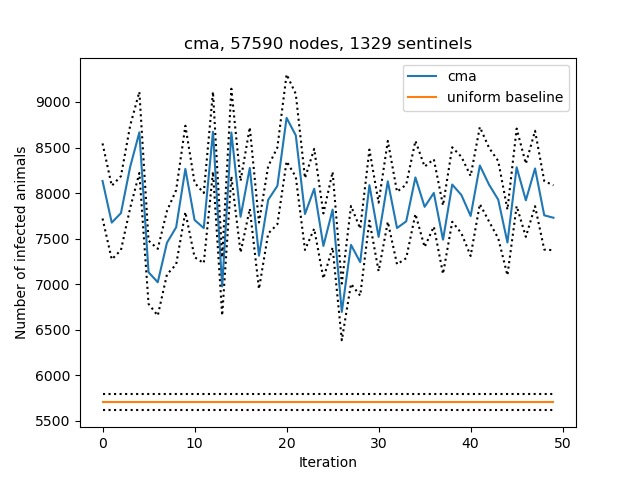 cma, 57590 nodes, 1329 sentinels
cma
uniform baseline
Number of infected animals
9000
8500
8000
7500
7000
6500
6000
5500
0 10 20 30 40 50
Iteration